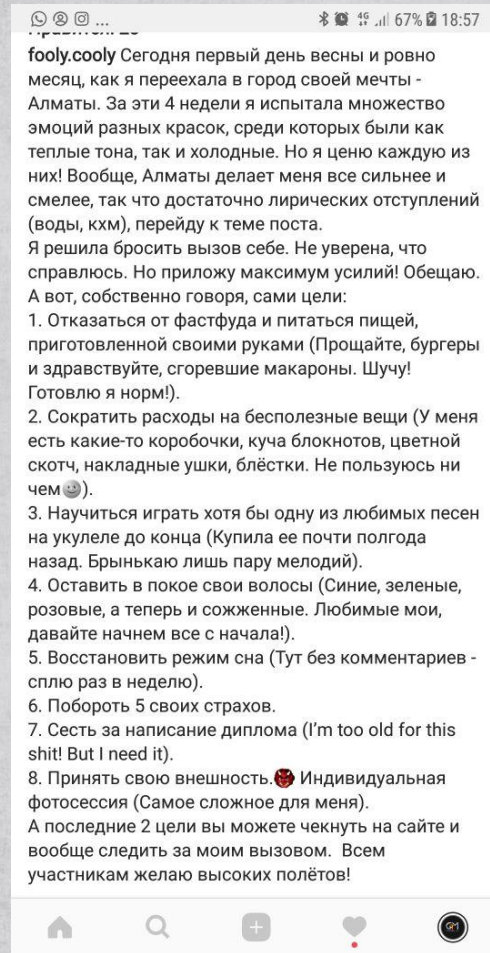 ... 4G 67% 18:57
fooly.cooly Сегодня первый день весны и ровно
месяц, как я переехала в город своей мечты -
Алматы. За эти 4 недели я испытала множество
эмоций разных красок, среди которых были как
теплые тона, так и холодные. Но я ценю каждую из
них! Вообще, Алматы делает меня все сильнее и
смелее, так что достаточно лирических отступлений
(воды, кхм), перейду к теме поста.
Я решила бросить вызов себе. Не уверена, что
справлюсь. Но приложу максимум усилий! Обещаю.
А вот, собственно говоря, сами цели:
1. Отказаться от фастфуда и питаться пищей,
приготовленной своими руками (Прощайте, бургеры
и здравствуйте, сгоревшие макароны. Шучу!
Готовлю я норм!).
2. Сократить расходы на бесполезные вещи (У меня
есть какие-то коробочки, куча блокнотов, цветной
скотч, накладные ушки, блёстки. Не пользуюсь ни
чем🌚).
3. Научиться играть хотя бы одну из любимых песен
на укулеле до конца (Купила ее почти полгода
назад. Брынькаю лишь пару мелодий).
4. Оставить в покое свои волосы (Синие, зеленые,
розовые, а теперь и сожженные. Любимые мои,
давайте начнем все с начала!).
5. Восстановить режим сна (Тут без комментариев -
сплю раз в неделю).
6. Побороть 5 своих страхов.
7. Сесть за написание диплома (I'm too old for this
shit! But I need it).
8. Принять свою внешность.👹 Индивидуальная
фотосессия (Самое сложное для меня).
А последние 2 цели вы можете чекнуть на сайте и
вообще следить за моим вызовом. Всем
участникам желаю высоких полётов!